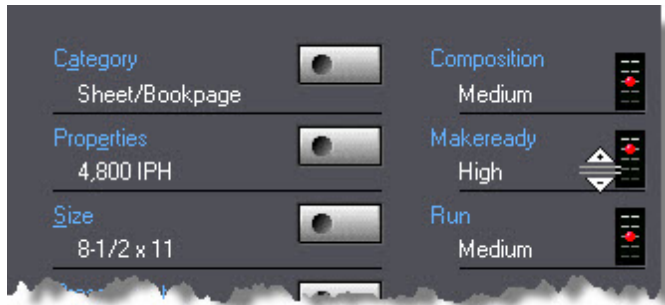 Category
Sheet/Bookpage
Properties
4,800 IPH
Size
8-1/2 x 11
Composition
Medium
Makeready
High
Run
Medium